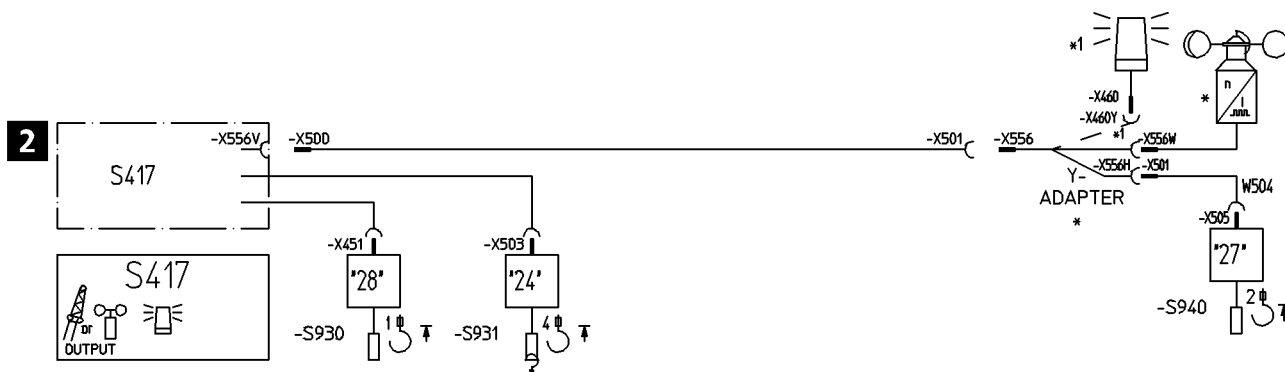 *1
n
-X460
*
-X460Y
2
-X556V
-X500
-X501
-X556
*1
-X556W
S417
-X556H
-X501
Y-
ADAPTER
*
W504
-X451
-X503
-X505
S417
"28"
"24"
"27"
DF
OUTPUT
-S930
1
-S931
4
-S940
2